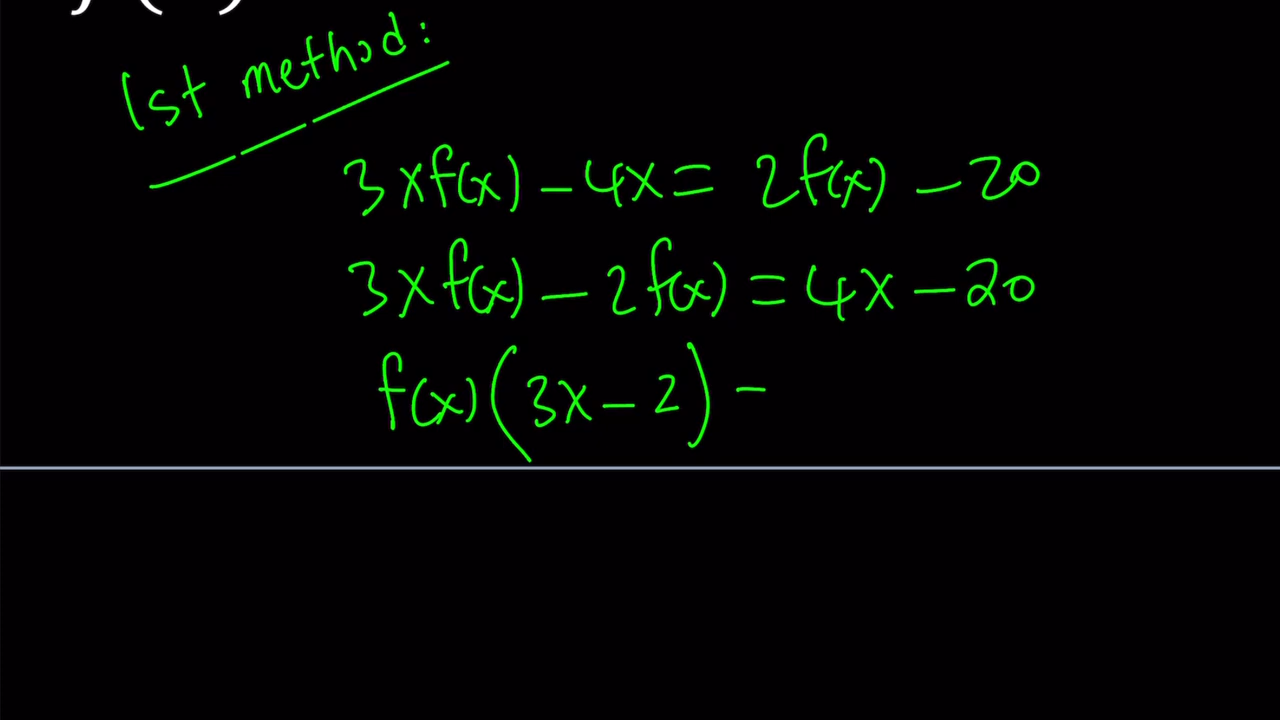 1st method:
3xf(x) - 4x = 2f(x) - 20
3xf(x) - 2f(x) = 4x - 20
f(x)(3x - 2) -